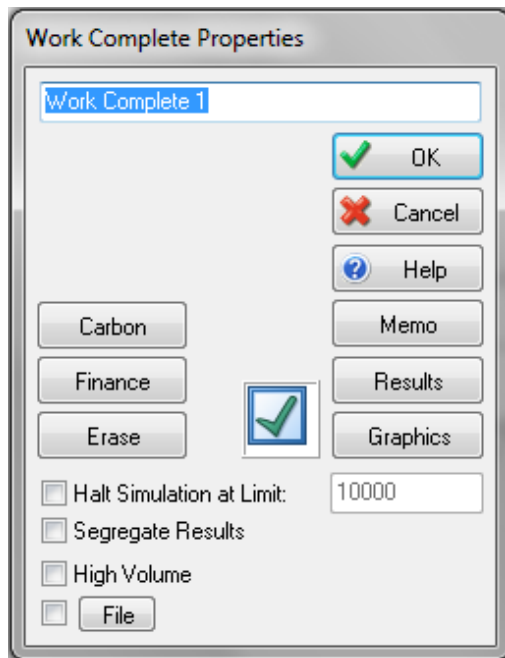 Work Complete Properties
Work Complete 1
OK
Cancel
Help
Carbon
Memo
Finance
Results
Erase
Graphics
Halt Simulation at Limit: 10000
Segregate Results
High Volume
File